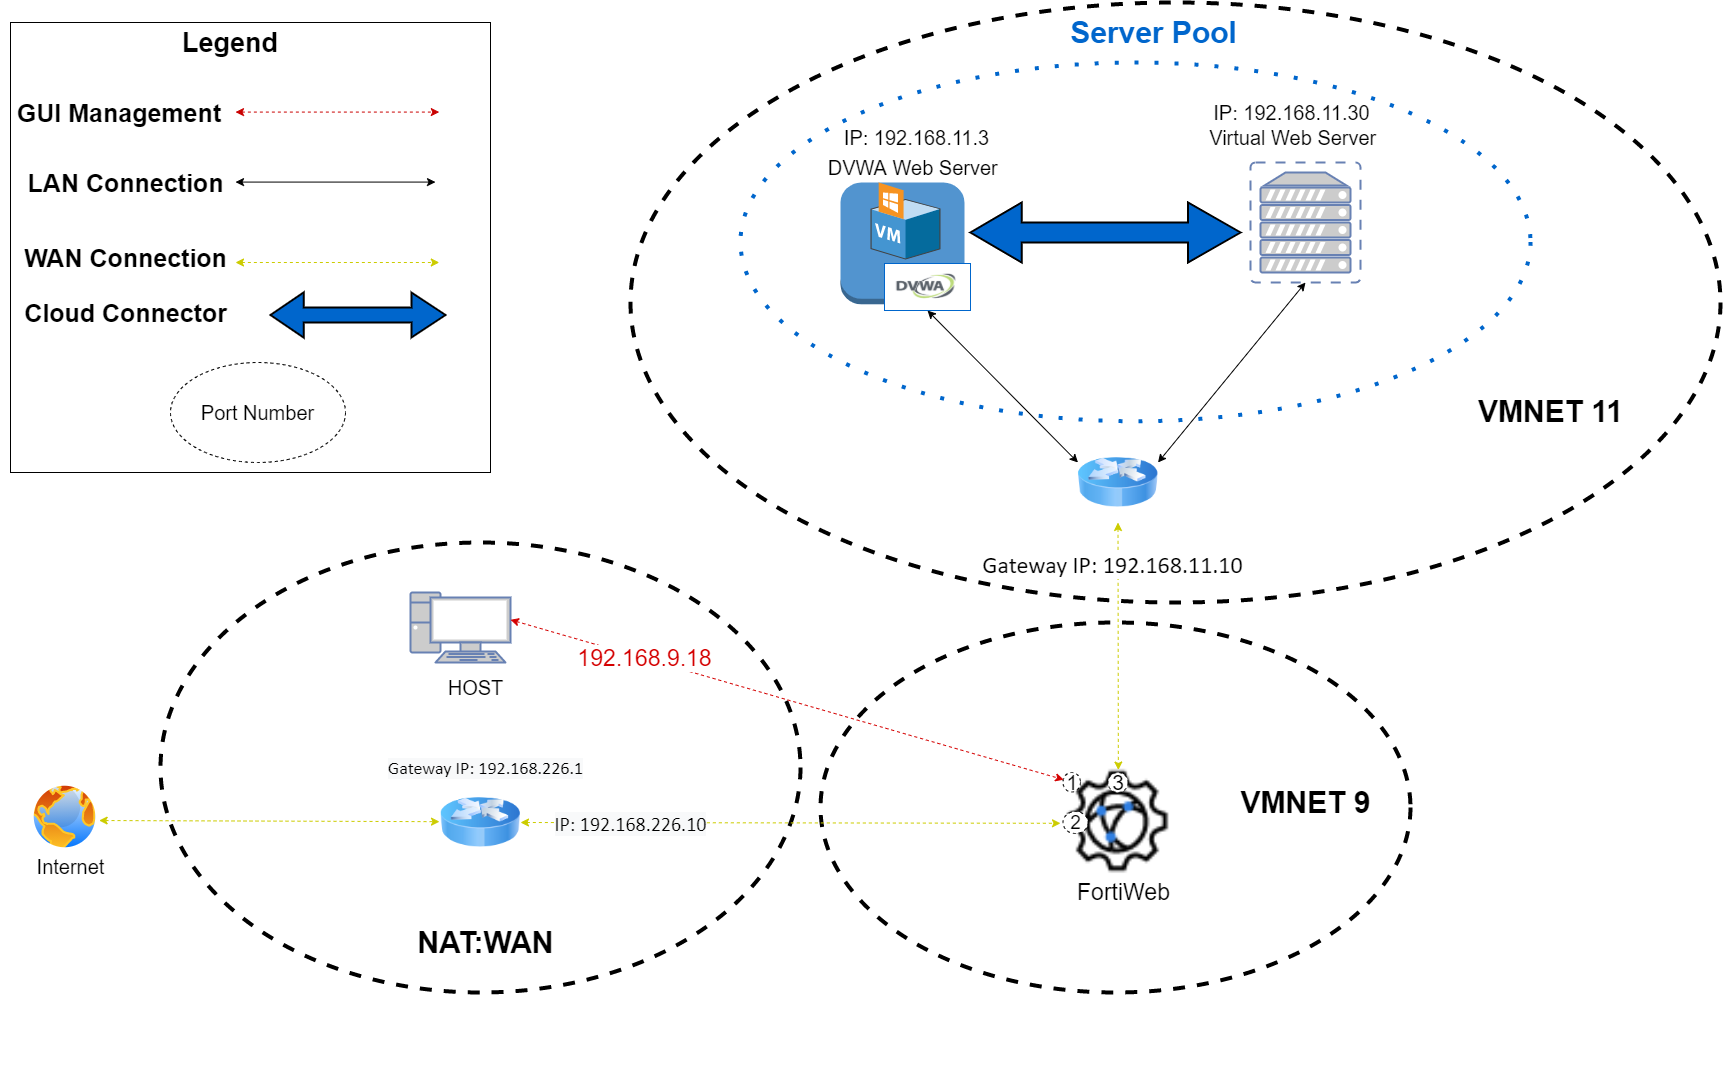 Legend
GUI Management
LAN Connection
WAN Connection
Cloud Connector
Port Number
Server Pool
IP: 192.168.11.30
Virtual Web Server
IP: 192.168.11.3
DVWA Web Server
VM
DVWA
VMNET 11
Gateway IP: 192.168.11.10
HOST
192.168.9.18
Gateway IP: 192.168.226.1
IP: 192.168.226.10
Internet
NAT:WAN
1
3
2
VMNET 9
FortiWeb